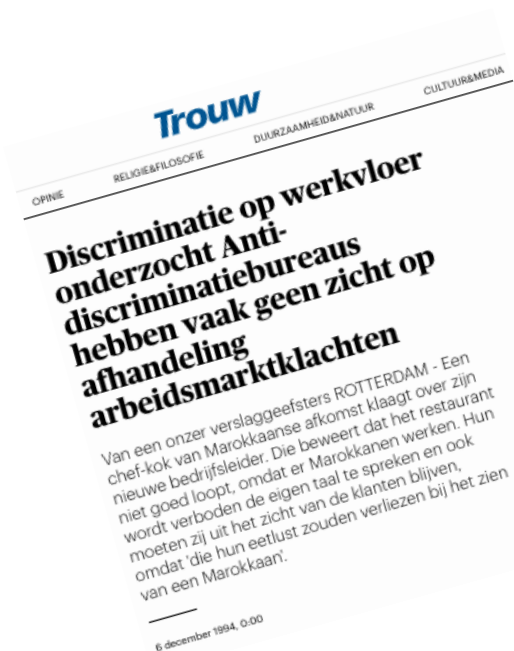 Trouw
OPINIE RELIGIE&FILOSOFIE DUURZAAMHEID&NATUUR CULTUUR&MEDIA
Discriminatie op werkvloer
onderzocht Anti-
discriminatiebureaus
hebben vaak geen zicht op
afhandeling
arbeidsmarktklachten
Van een onzer verslaggeefsters ROTTERDAM - Een
chef-kok van Marokkaanse afkomst klaagt over zijn
nieuwe bedrijfsleider. Die beweert dat het restaurant
niet goed loopt, omdat er Marokkanen werken. Hun
wordt verboden de eigen taal te spreken en ook
moeten zij uit het zicht van de klanten blijven,
omdat 'die hun eetlust zouden verliezen bij het zien
van een Marokkaan'.
6 december 1994, 0:00